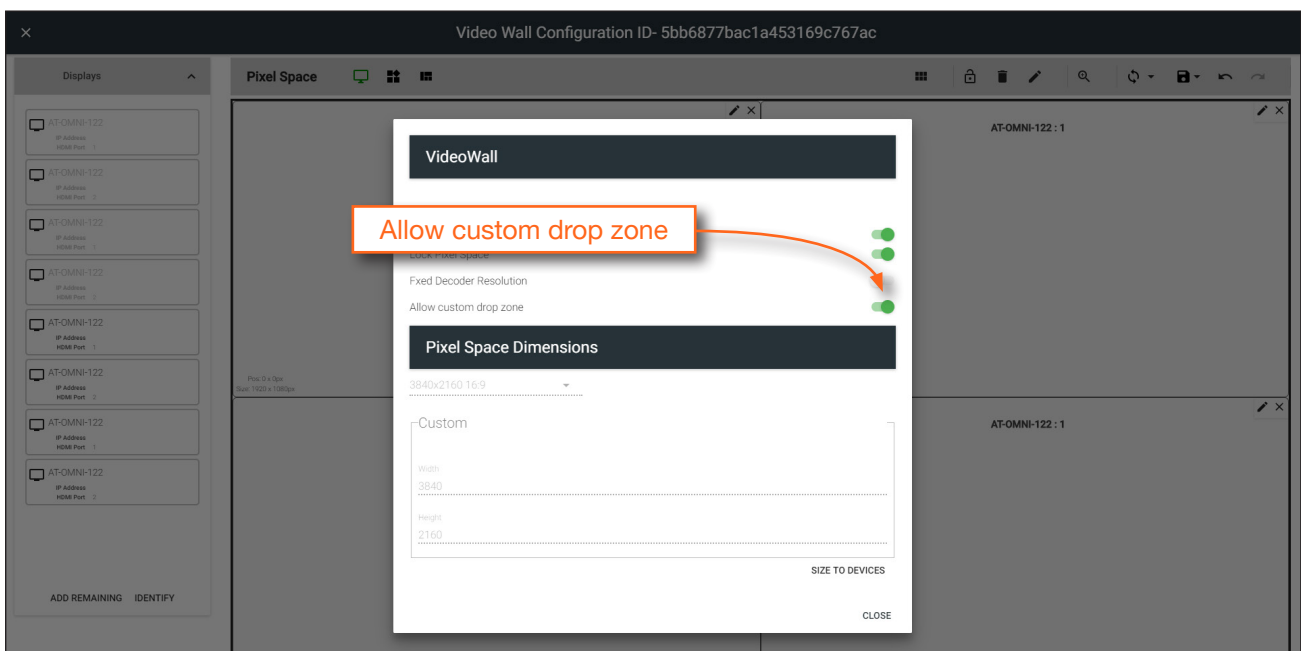 Video Wall Configuration ID- 5bb6877bac1a453169c767ac
Displays
Pixel Space
AT-OMNI-122
IP Address
HDMI Port 1
AT-OMNI-122
IP Address
HDMI Port
AT-OMNI-122
IP Address
HDMI Port
AT-OMNI-122
IP Address
HDMI Port
AT-OMNI-122
IP Address
HDMI Port 1
AT-OMNI-122
IP Address
HDMI Port 2
AT-OMNI-122
IP Address
HDMI Port 1
AT-OMNI-122
IP Address
HDMI Port 2
ADD REMAINING IDENTIFY
Pos: 0 x 0px
Size: 1920 x 1080px
AT-OMNI-122 : 1
AT-OMNI-122 : 1
VideoWall
Allow custom drop zone
Lock Pixel Space
Fxed Decoder Resolution
Allow custom drop zone
Pixel Space Dimensions
3840x2160 16:9
Custom
Width
3840
Height
2160
SIZE TO DEVICES
CLOSE